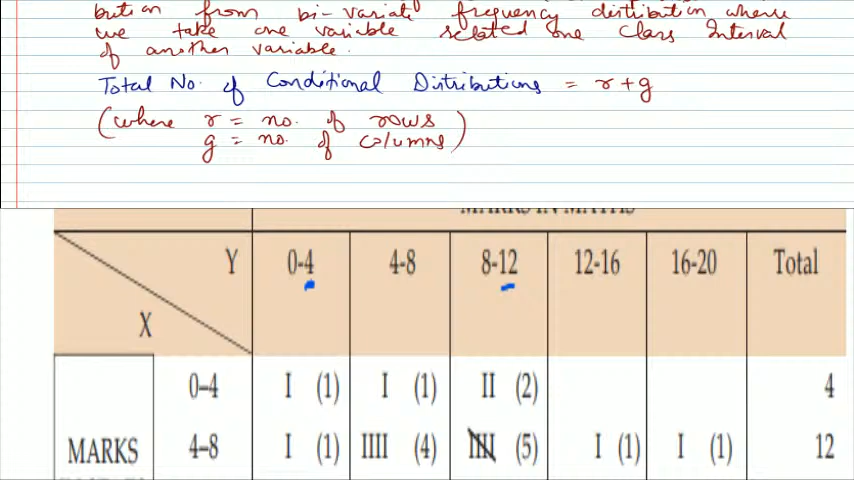 bution from bi-variate frequency distribution where
we take one variable related one Class Interval
of another variable.
Total No. of Conditional Distributions = r + g
(where r = no. of rows
g = no. of columns)
MARKS IN MATHS
Y 0-4 4-8 8-12 12-16 16-20 Total
X
0–4 I (1) I (1) II (2) 4
MARKS 4–8 I (1) IIII (4) IIII (5) I (1) I (1) 12